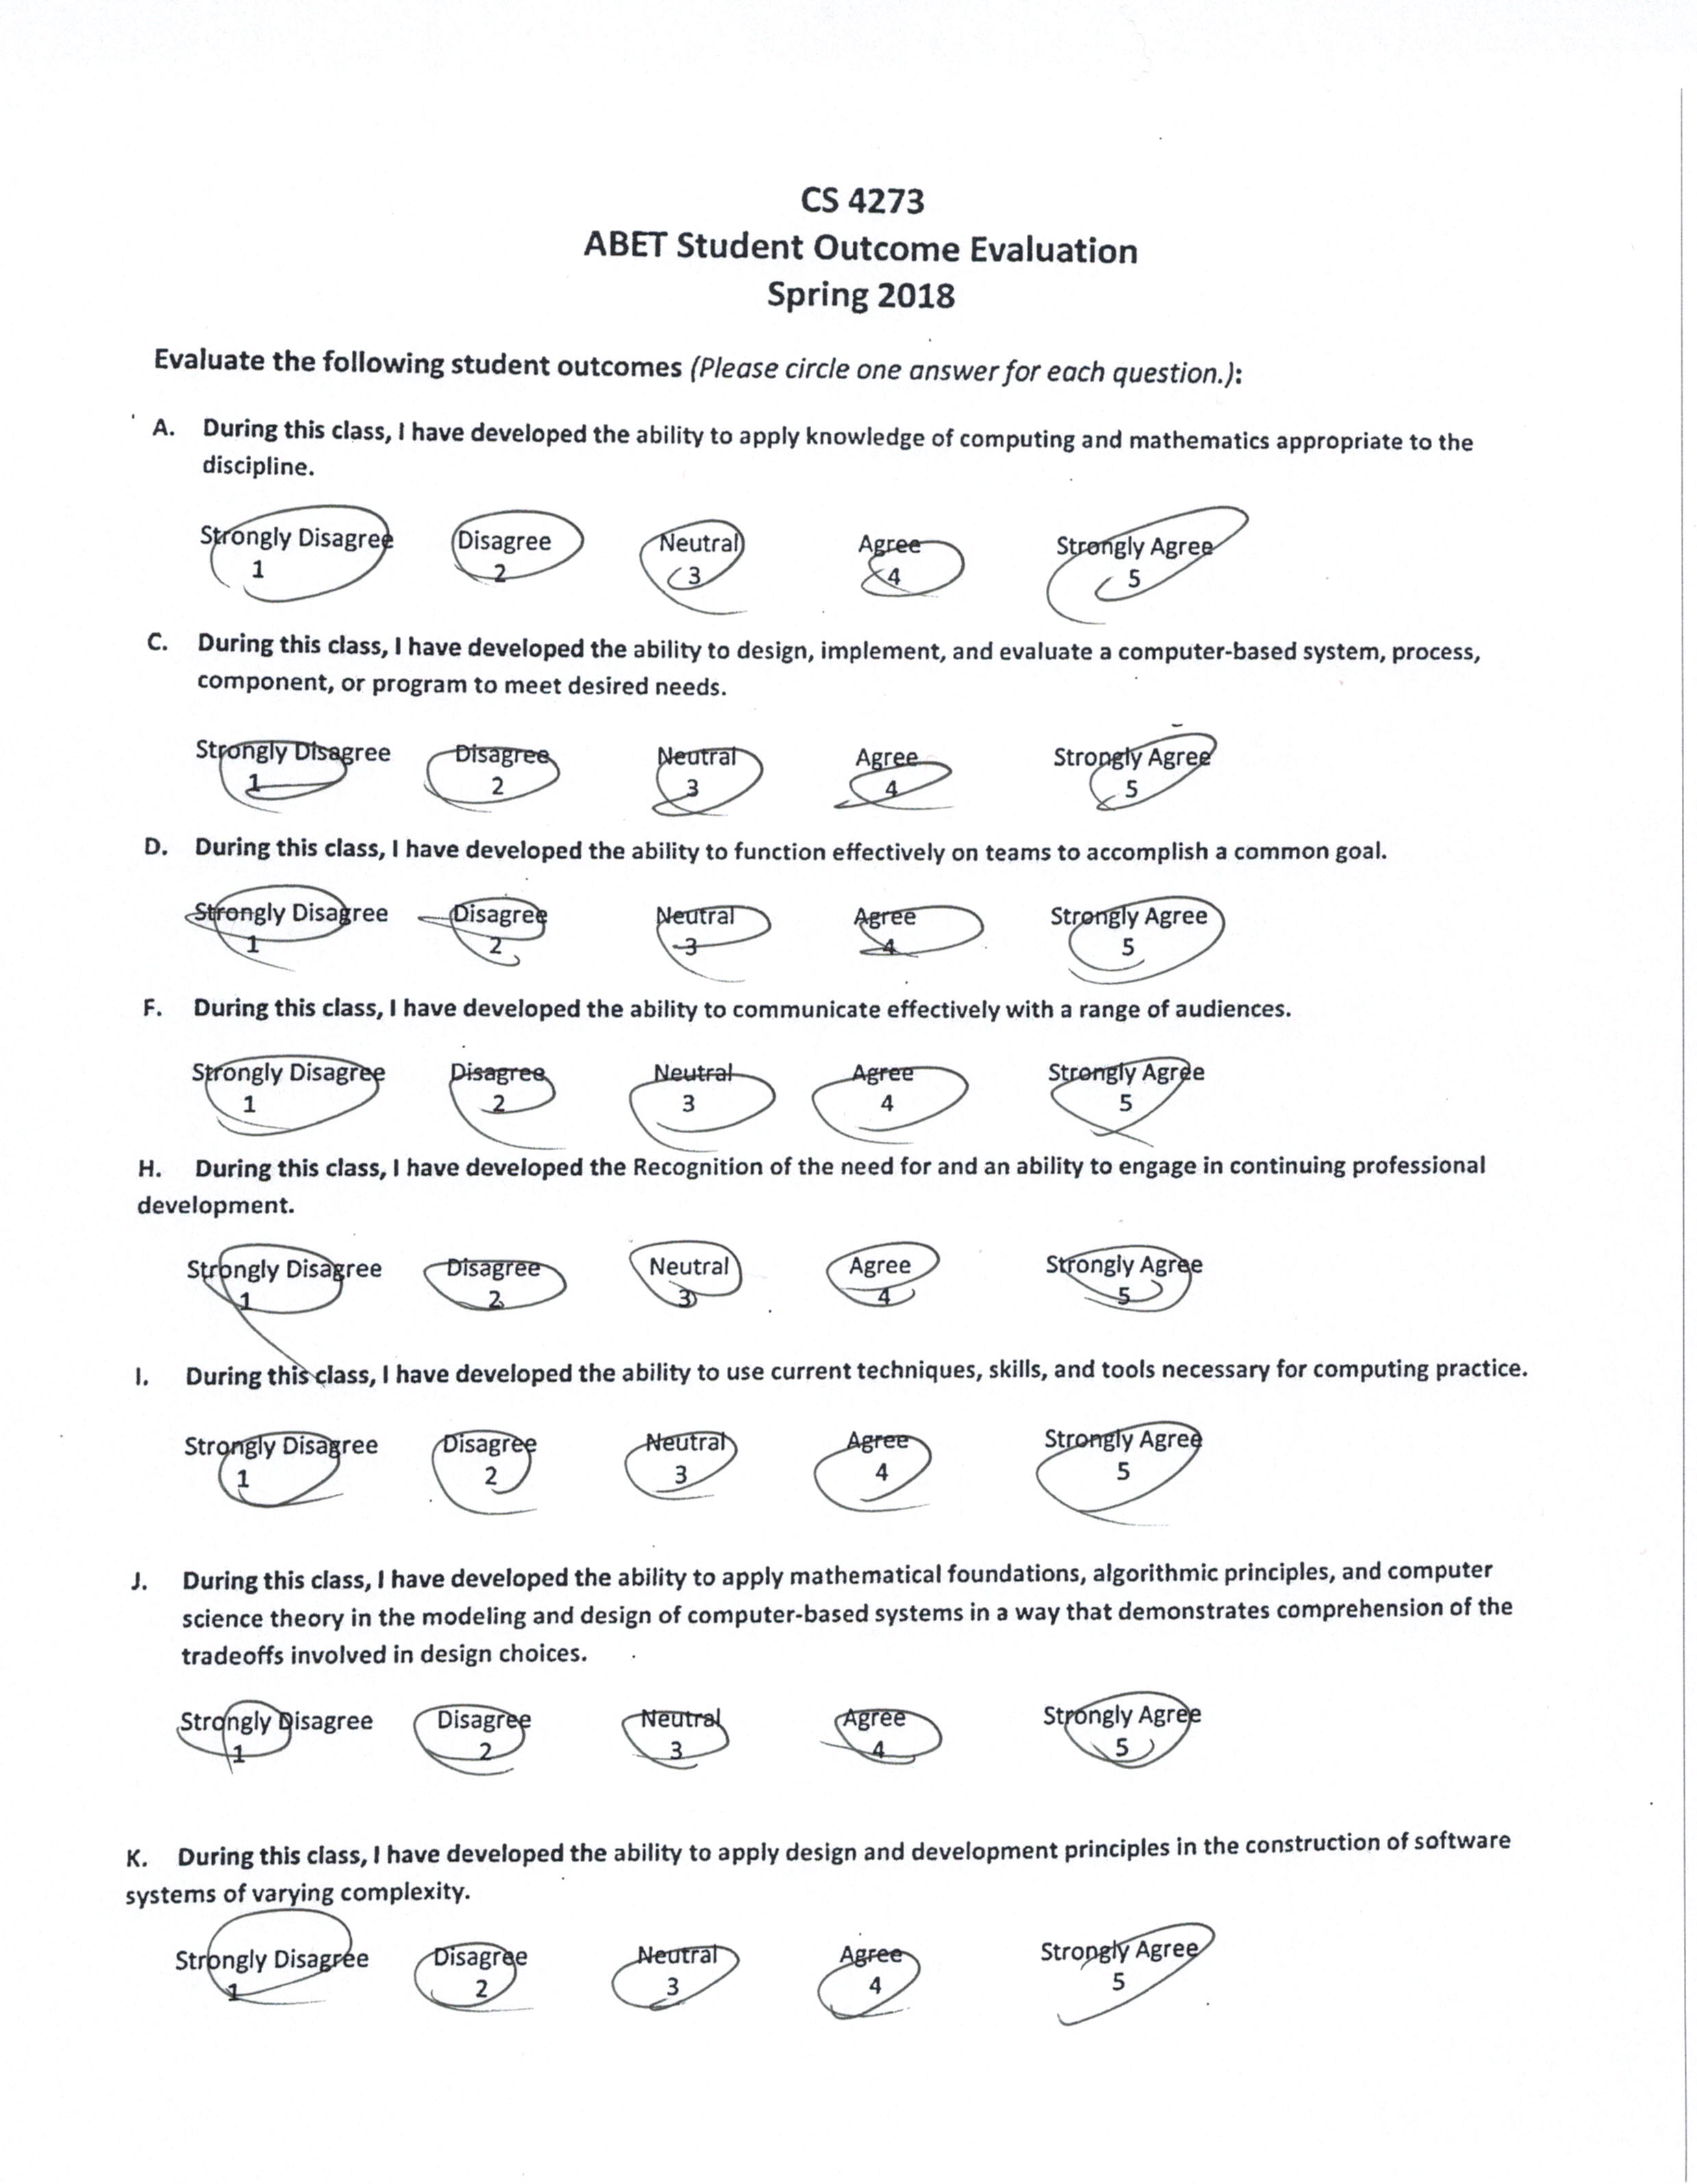 CS 4273
ABET Student Outcome Evaluation
Spring 2018
Evaluate the following student outcomes (Please circle one answer for each question.):
A. During this class, I have developed the ability to apply knowledge of computing and mathematics appropriate to the
discipline.
Strongly Disagree Disagree Neutral Agree Strongly Agree
1 2 3 4 5
C. During this class, I have developed the ability to design, implement, and evaluate a computer-based system, process,
component, or program to meet desired needs.
Strongly Disagree Disagree Neutral Agree Strongly Agree
1 2 3 4 5
D. During this class, I have developed the ability to function effectively on teams to accomplish a common goal.
Strongly Disagree Disagree Neutral Agree Strongly Agree
1 2 3 4 5
F. During this class, I have developed the ability to communicate effectively with a range of audiences.
Strongly Disagree Disagree Neutral Agree Strongly Agree
1 2 3 4 5
H. During this class, I have developed the Recognition of the need for and an ability to engage in continuing professional
development.
Strongly Disagree Disagree Neutral Agree Strongly Agree
1 2 3 4 5
I. During this class, I have developed the ability to use current techniques, skills, and tools necessary for computing practice.
Strongly Disagree Disagree Neutral Agree Strongly Agree
1 2 3 4 5
J. During this class, I have developed the ability to apply mathematical foundations, algorithmic principles, and computer
science theory in the modeling and design of computer-based systems in a way that demonstrates comprehension of the
tradeoffs involved in design choices.
Strongly Disagree Disagree Neutral Agree Strongly Agree
1 2 3 4 5
K. During this class, I have developed the ability to apply design and development principles in the construction of software
systems of varying complexity.
Strongly Disagree Disagree Neutral Agree Strongly Agree
1 2 3 4 5